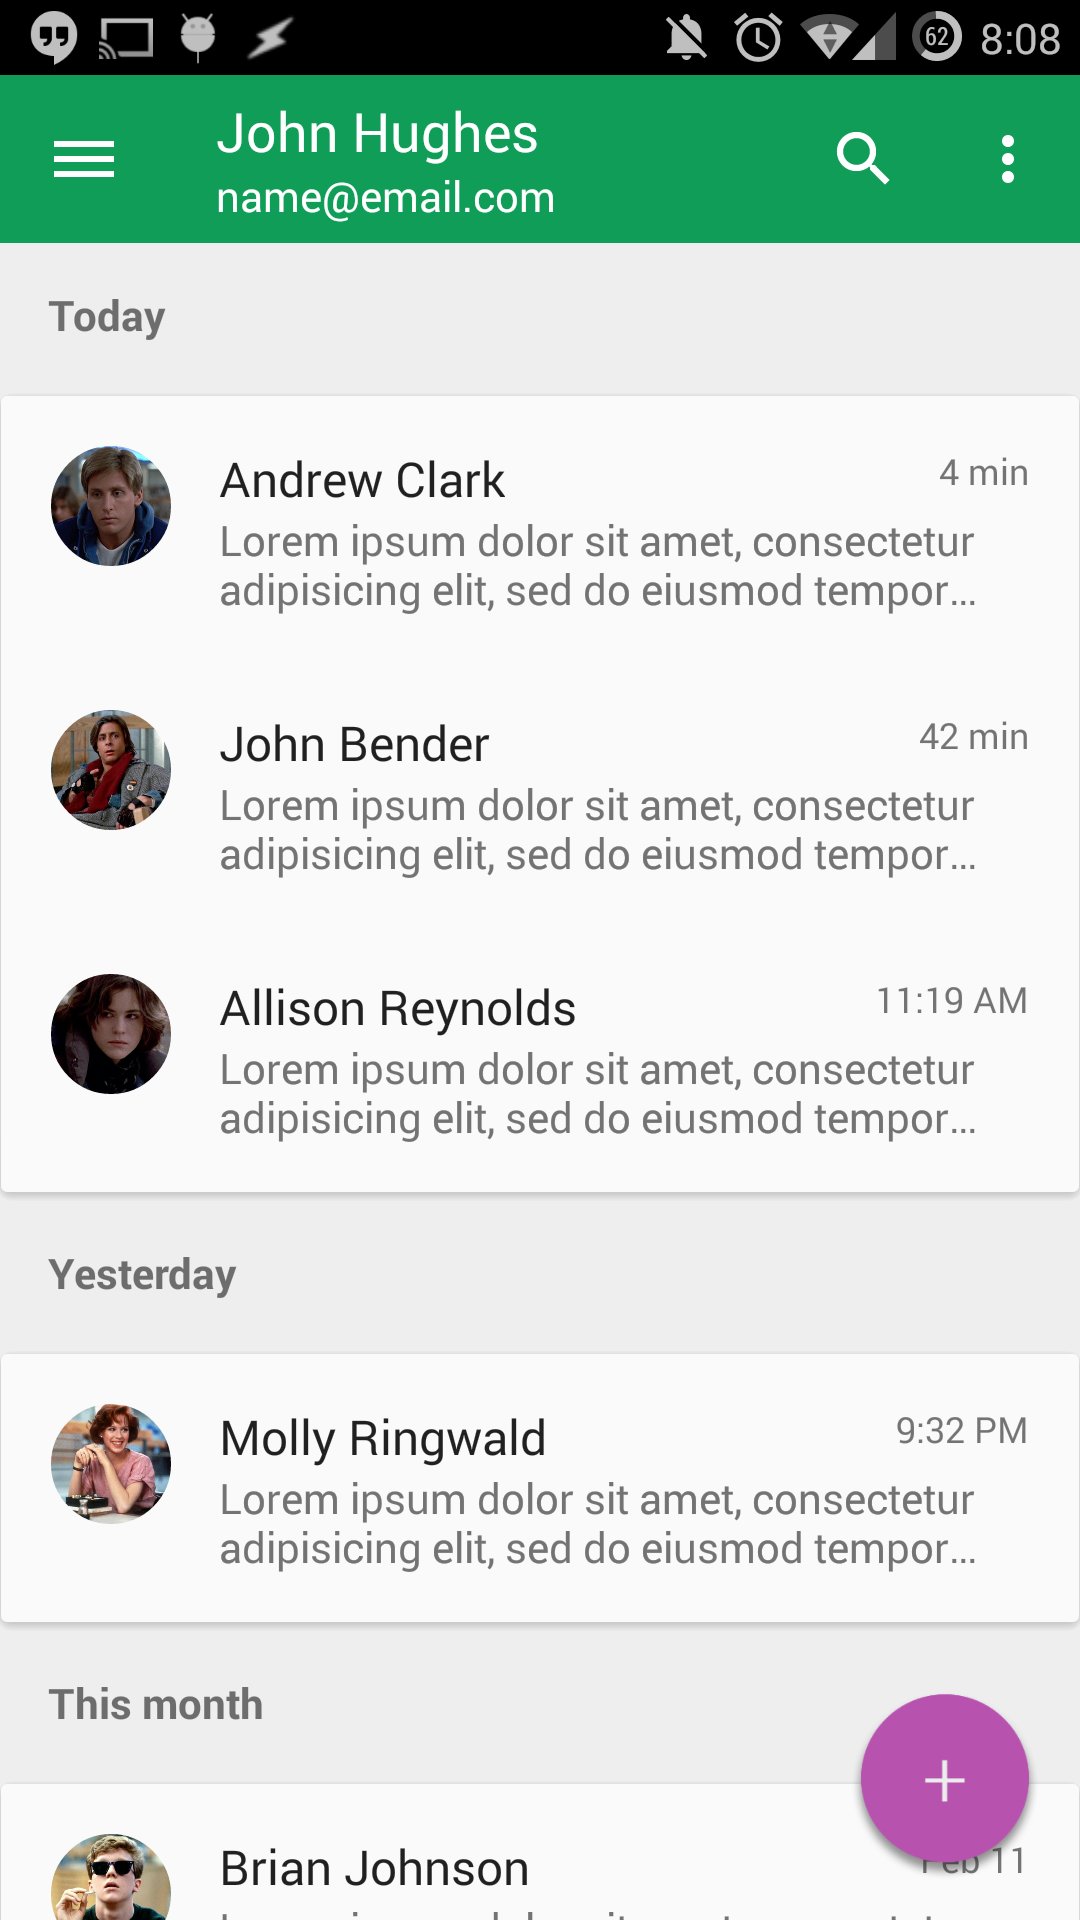 62 8:08
John Hughes
name@email.com
Today
Andrew Clark 4 min
Lorem ipsum dolor sit amet, consectetur
adipisicing elit, sed do eiusmod tempor...
John Bender 42 min
Lorem ipsum dolor sit amet, consectetur
adipisicing elit, sed do eiusmod tempor...
Allison Reynolds 11:19 AM
Lorem ipsum dolor sit amet, consectetur
adipisicing elit, sed do eiusmod tempor...
Yesterday
Molly Ringwald 9:32 PM
Lorem ipsum dolor sit amet, consectetur
adipisicing elit, sed do eiusmod tempor...
This month
Brian Johnson Feb 11